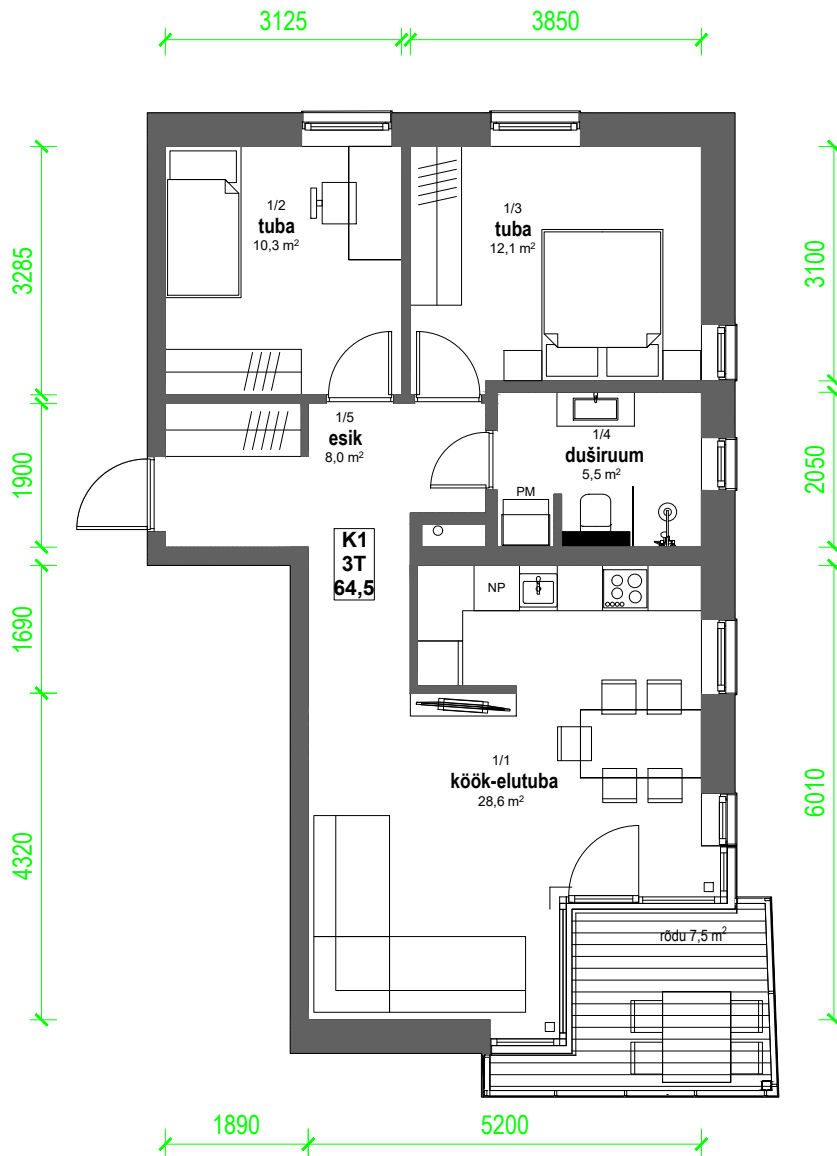 3125
3850
1/2
tuba
10,3 m²
1/3
tuba
12,1 m²
3285
3100
1/5
esik
8,0 m²
1/4
duširuum
5,5 m²
1900
2050
PM
K1
3T
64,5
NP
1690
1/1
köök-elutuba
28,6 m²
6010
4320
rõdu 7,5 m²
1890
5200